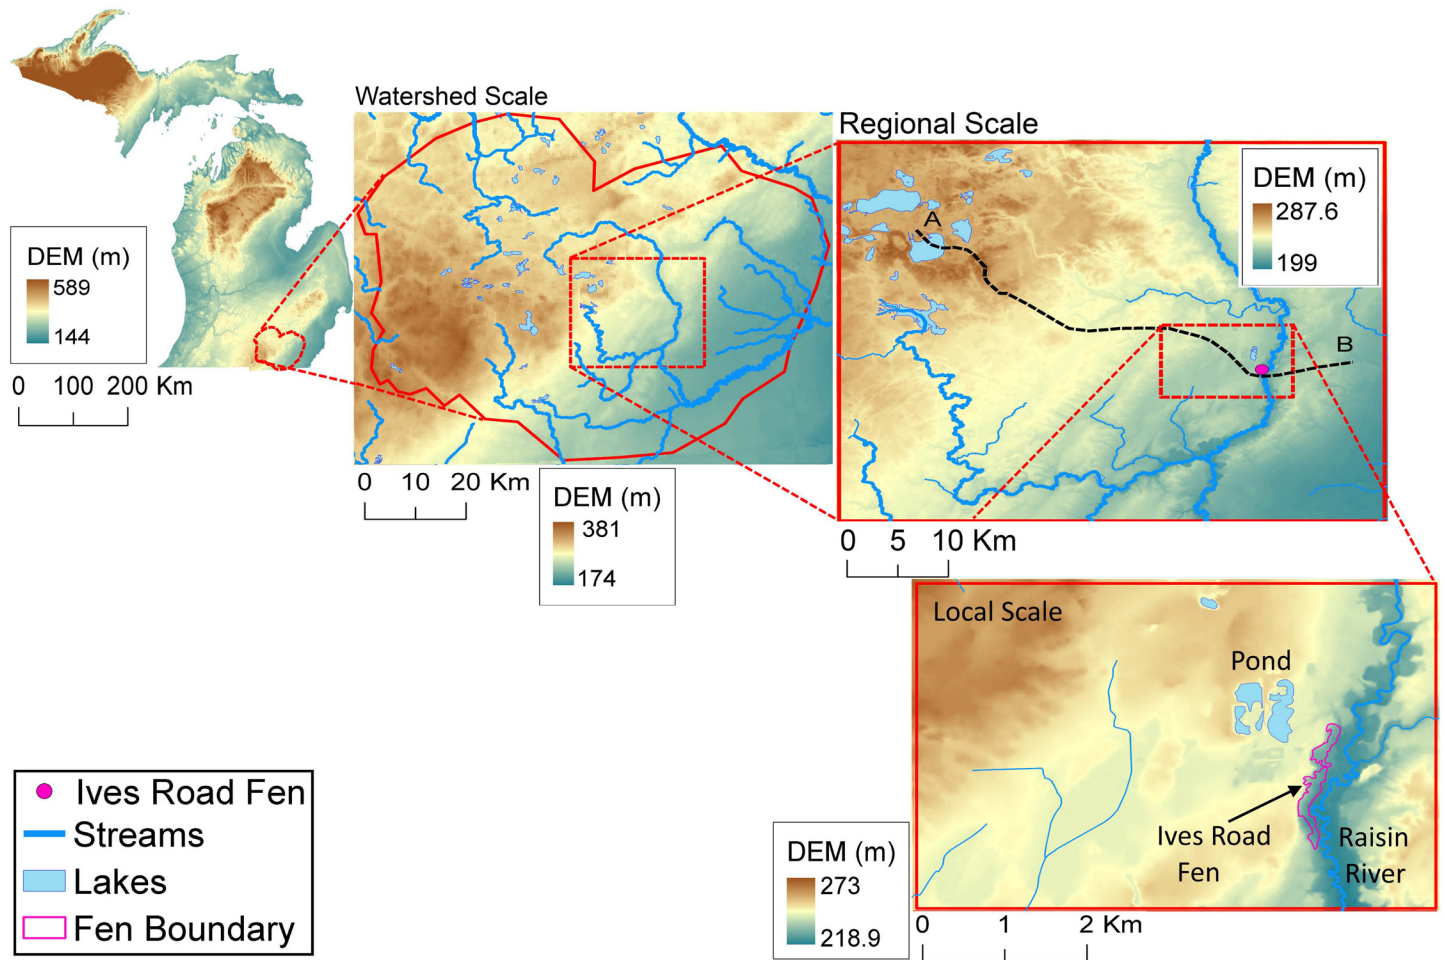 Watershed Scale
Regional Scale
DEM (m)
589
144
0 100 200 Km
DEM (m)
287.6
199
A
B
0 10 20 Km
DEM (m)
381
174
0 5 10 Km
Local Scale
Pond
Ives Road
Fen
Raisin
River
DEM (m)
273
218.9
0 1 2 Km
Ives Road Fen
Streams
Lakes
Fen Boundary